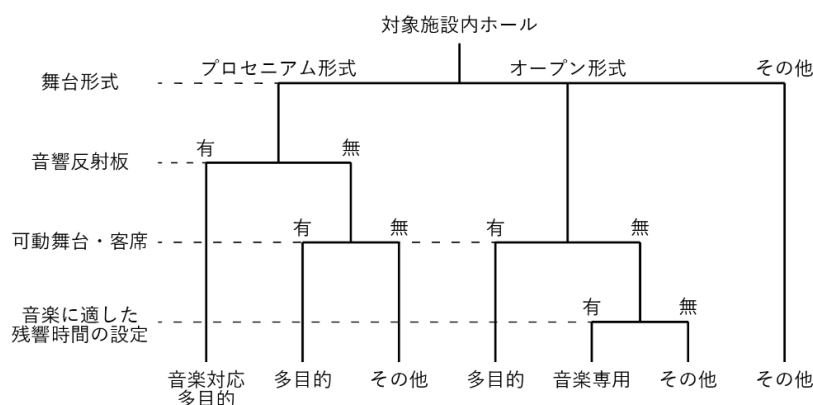 対象施設内ホール
舞台形式
プロセニアム形式
オープン形式
その他
音響反射板
有
無
可動舞台・客席
有
無
有
無
音楽に適した
残響時間の設定
有
無
音楽対応
多目的
多目的
その他
多目的
音楽専用
その他
その他